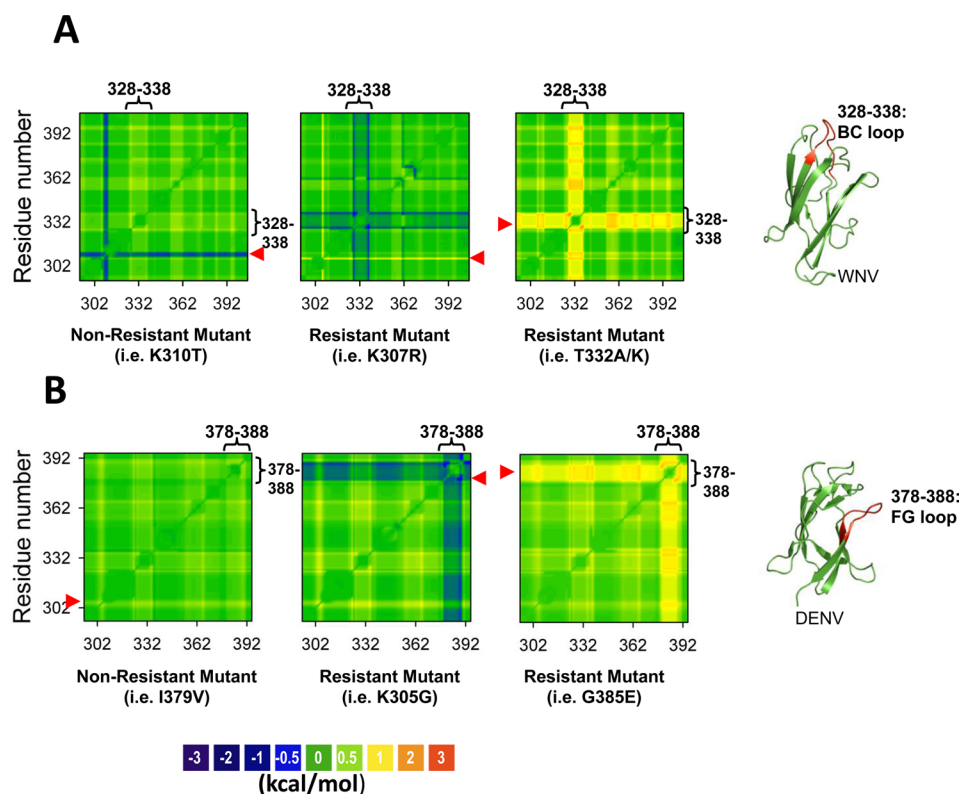 A
328-338
328-338
328-338
328-338:
BC loop
Residue number
392
362
332
302
328-
338
328-
338
302 332 362 392
302 332 362 392
302 332 362 392
WNV
Non-Resistant Mutant
(i.e. K310T)
Resistant Mutant
(i.e. K307R)
Resistant Mutant
(i.e. T332A/K)
B
378-388
378-388
378-388
Residue number
392
362
332
302
378-
388
378-
388
378-388:
FG loop
DENV
302 332 362 392
302 332 362 392
302 332 362 392
Non-Resistant Mutant
(i.e. I379V)
Resistant Mutant
(i.e. K305G)
Resistant Mutant
(i.e. G385E)
-3 -2 -1 -0.5 0 0.5 1 2 3
(kcal/mol)